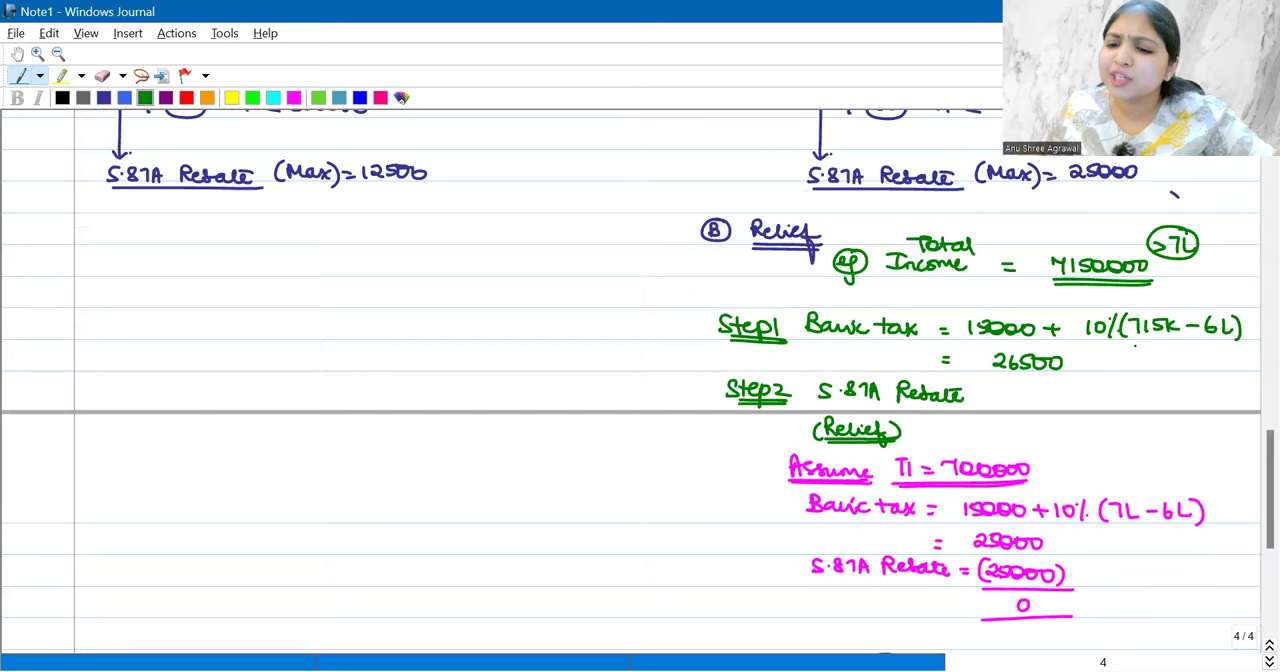 Note1 - Windows Journal
File Edit View Insert Actions Tools Help
B I
Anu Shree Agrawal
S.87A Rebate (Max) = 12500
S.87A Rebate (Max) = 25000
B Relief
eg Total Income = 7150000 >7L
Step1 Basic tax = 15000 + 10% (715K - 6L)
= 26500
Step2 S.87A Rebate
(Relief)
Assume TI = 700000
Basic tax = 15000 + 10% (7L - 6L)
= 25000
S.87A Rebate = (25000)
0
4 / 4
4